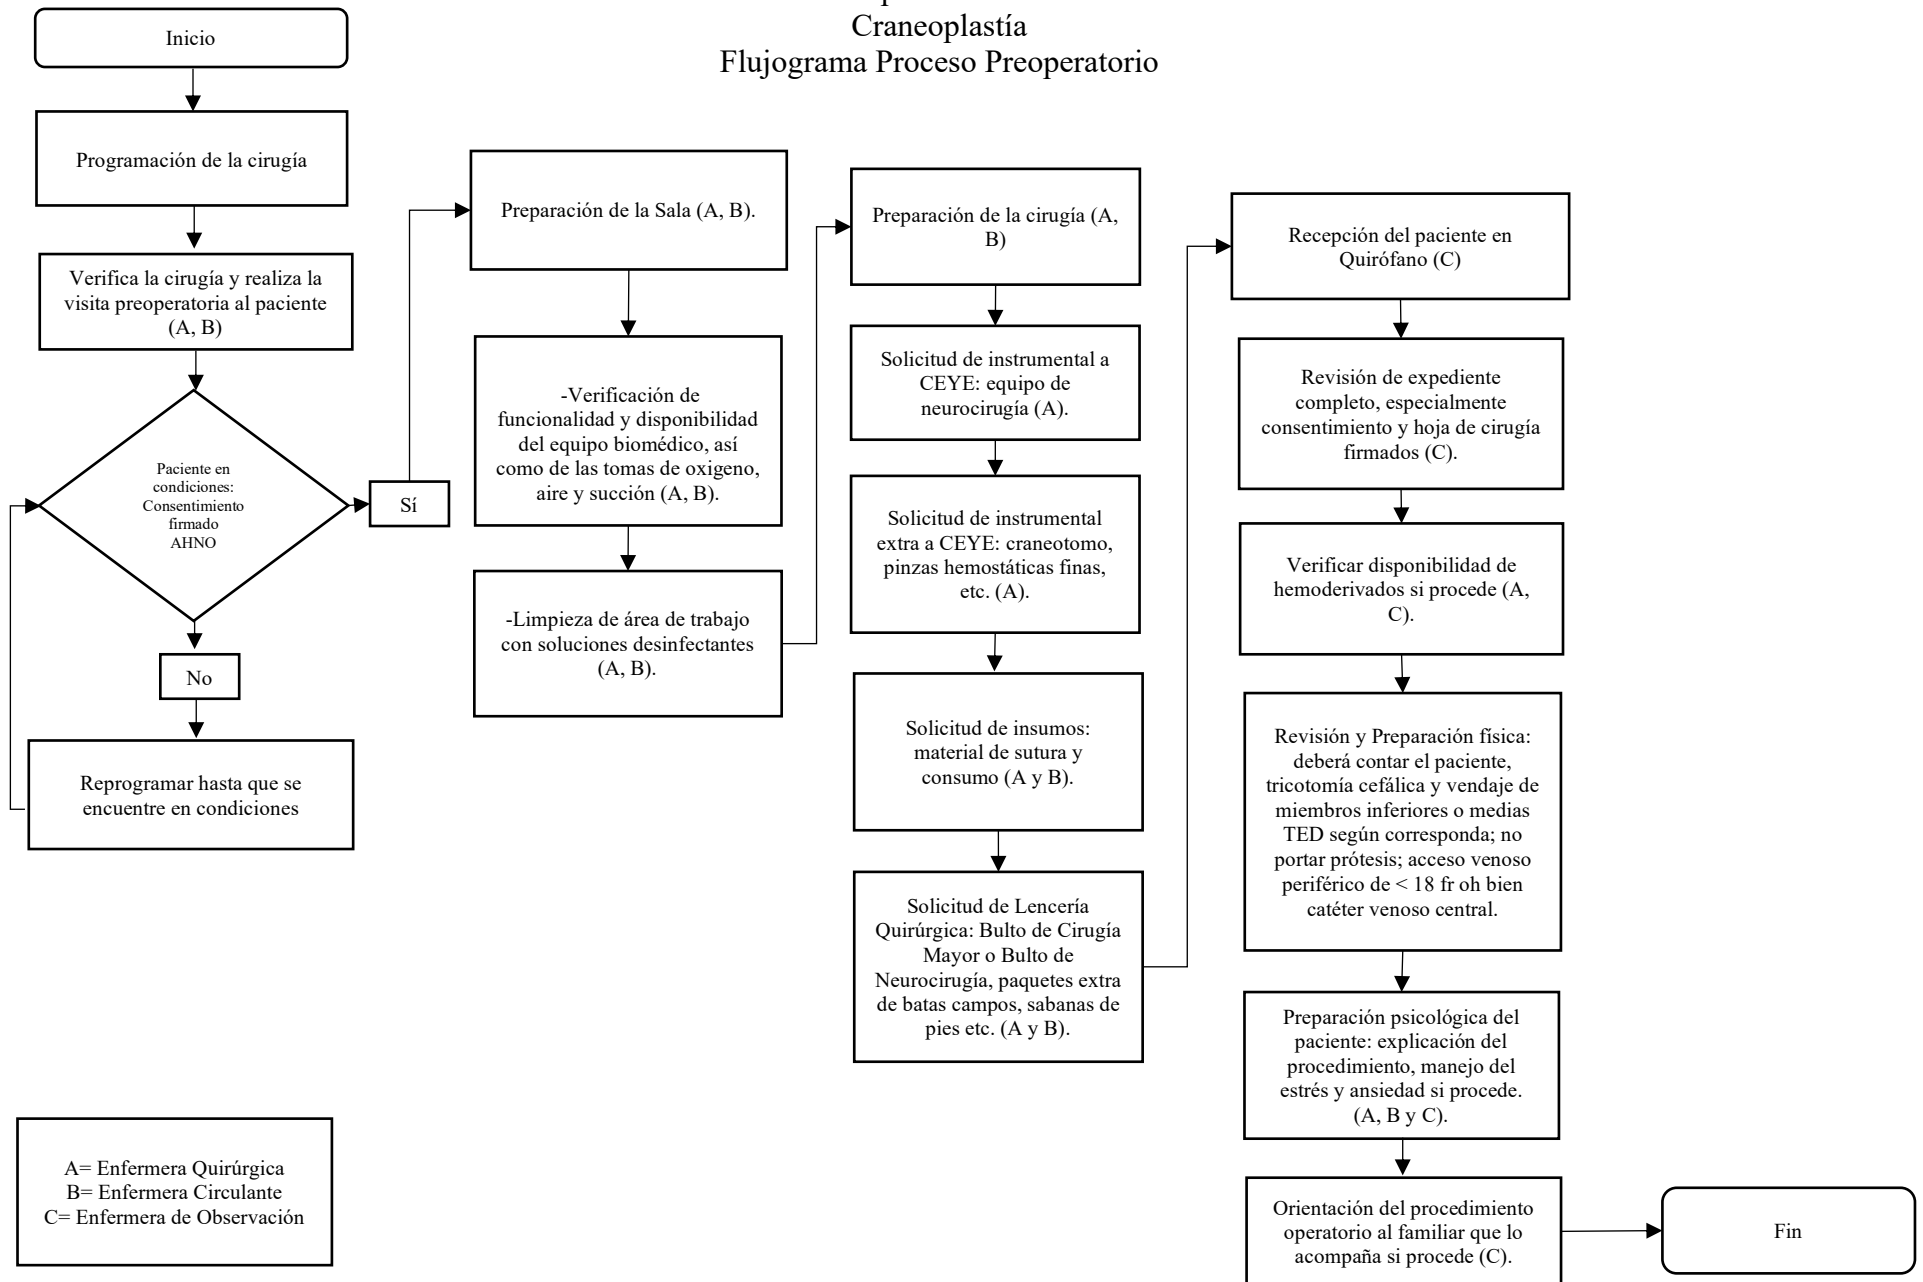 Craneoplastía
Flujograma Proceso Preoperatorio
Inicio
Programación de la cirugía
Verifica la cirugía y realiza la
visita preoperatoria al paciente
(A, B)
Paciente en
condiciones:
Consentimiento
firmado
AHNO
Sí
No
Reprogramar hasta que se
encuentre en condiciones
Preparación de la Sala (A, B).
-Verificación de
funcionalidad y disponibilidad
del equipo biomédico, así
como de las tomas de oxigeno,
aire y succión (A, B).
-Limpieza de área de trabajo
con soluciones desinfectantes
(A, B).
Preparación de la cirugía (A,
B)
Solicitud de instrumental a
CEYE: equipo de
neurocirugía (A).
Solicitud de instrumental
extra a CEYE: craneotomo,
pinzas hemostáticas finas,
etc. (A).
Solicitud de insumos:
material de sutura y
consumo (A y B).
Solicitud de Lencería
Quirúrgica: Bulto de Cirugía
Mayor o Bulto de
Neurocirugía, paquetes extra
de batas campos, sabanas de
pies etc. (A y B).
Recepción del paciente en
Quirófano (C)
Revisión de expediente
completo, especialmente
consentimiento y hoja de cirugía
firmados (C).
Verificar disponibilidad de
hemoderivados si procede (A,
C).
Revisión y Preparación física:
deberá contar el paciente,
tricotomía cefálica y vendaje de
miembros inferiores o medias
TED según corresponda; no
portar prótesis; acceso venoso
periférico de < 18 fr oh bien
catéter venoso central.
Preparación psicológica del
paciente: explicación del
procedimiento, manejo del
estrés y ansiedad si procede.
(A, B y C).
Orientación del procedimiento
operatorio al familiar que lo
acompaña si procede (C).
Fin
A= Enfermera Quirúrgica
B= Enfermera Circulante
C= Enfermera de Observación